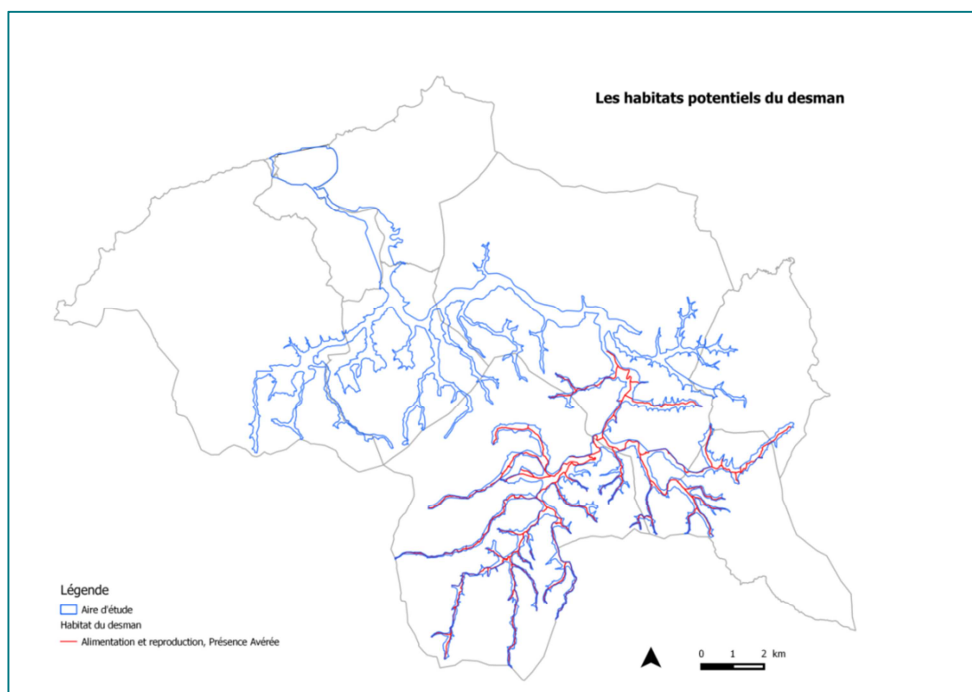 Les habitats potentiels du desman
Légende
Aire d'étude
Habitat du desman
Alimentation et reproduction, Présence Avérée
0 1 2 km